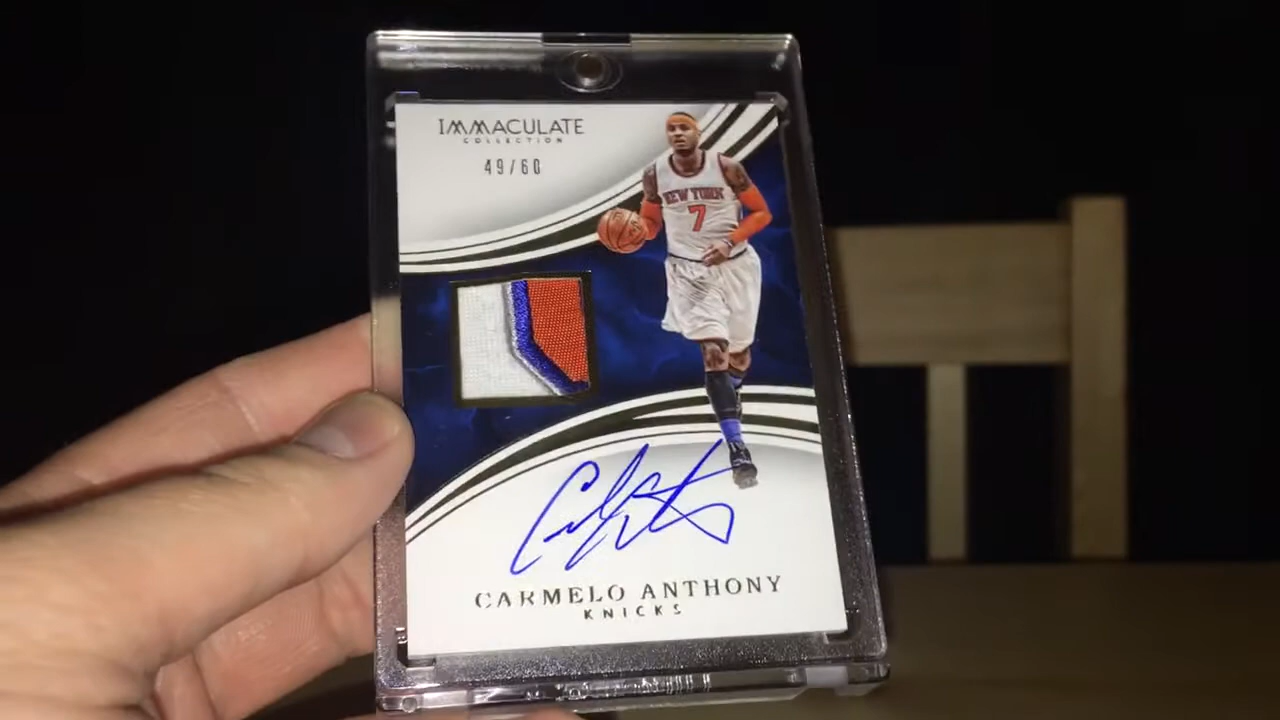 IMMACULATE
COLLECTION
49/60
NEW YORK
7
CARMELO ANTHONY
KNICKS